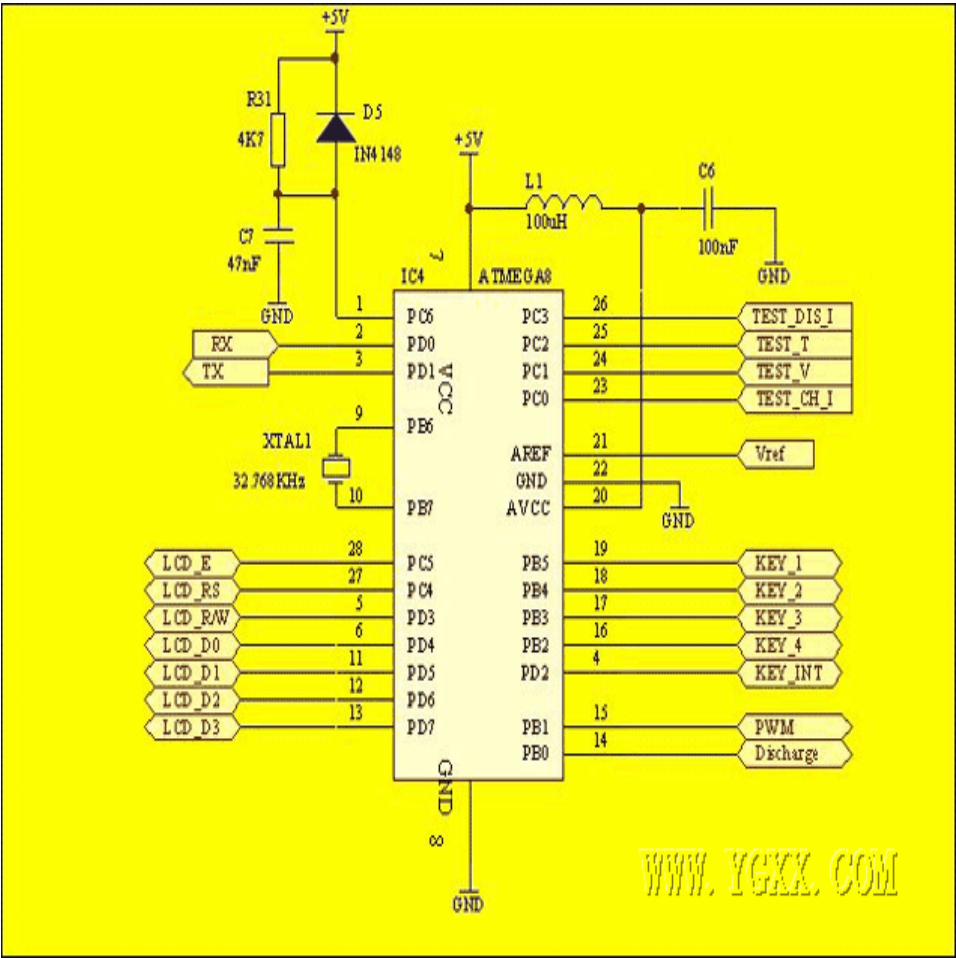 +5V
R31
4K7
D5
IN4148
C7
47nF
GND
+5V
L1
100uH
C6
100nF
GND
7
IC4
ATMEGA8
VCC
1 PC6
RX 2 PD0
TX 3 PD1
9 PB6
XTAL1
32.768KHz
10 PB7
LCD_E 28 PC5
LCD_RS 27 PC4
LCD_R/W 5 PD3
LCD_D0 6 PD4
LCD_D1 11 PD5
LCD_D2 12 PD6
LCD_D3 13 PD7
PC3 26 TEST_DIS_I
PC2 25 TEST_T
PC1 24 TEST_V
PC0 23 TEST_CH_I
AREF 21 Vref
GND 22
AVCC 20
GND
PB5 19 KEY_1
PB4 18 KEY_2
PB3 17 KEY_3
PB2 16 KEY_4
PD2 4 KEY_INT
PB1 15 PWM
PB0 14 Discharge
GND
8
GND
WWW.YGXX.COM